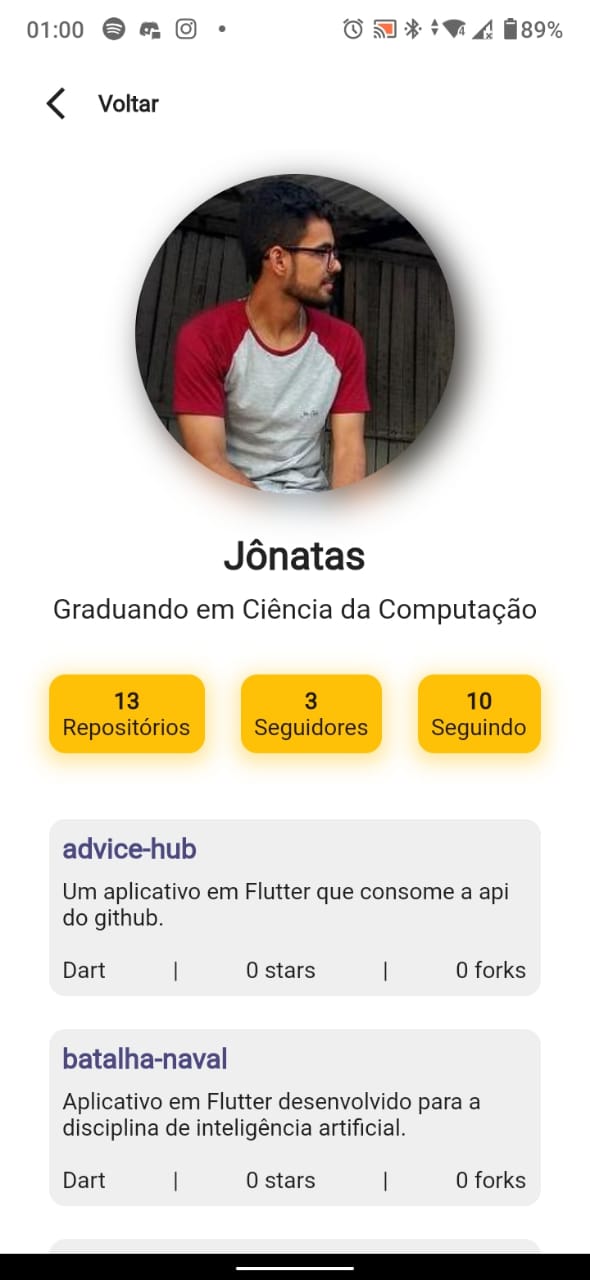 01:00
89%
Voltar
Jônatas
Graduando em Ciência da Computação
13
Repositórios
3
Seguidores
10
Seguindo
advice-hub
Um aplicativo em Flutter que consome a api
do github.
Dart | 0 stars | 0 forks
batalha-naval
Aplicativo em Flutter desenvolvido para a
disciplina de inteligência artificial.
Dart | 0 stars | 0 forks